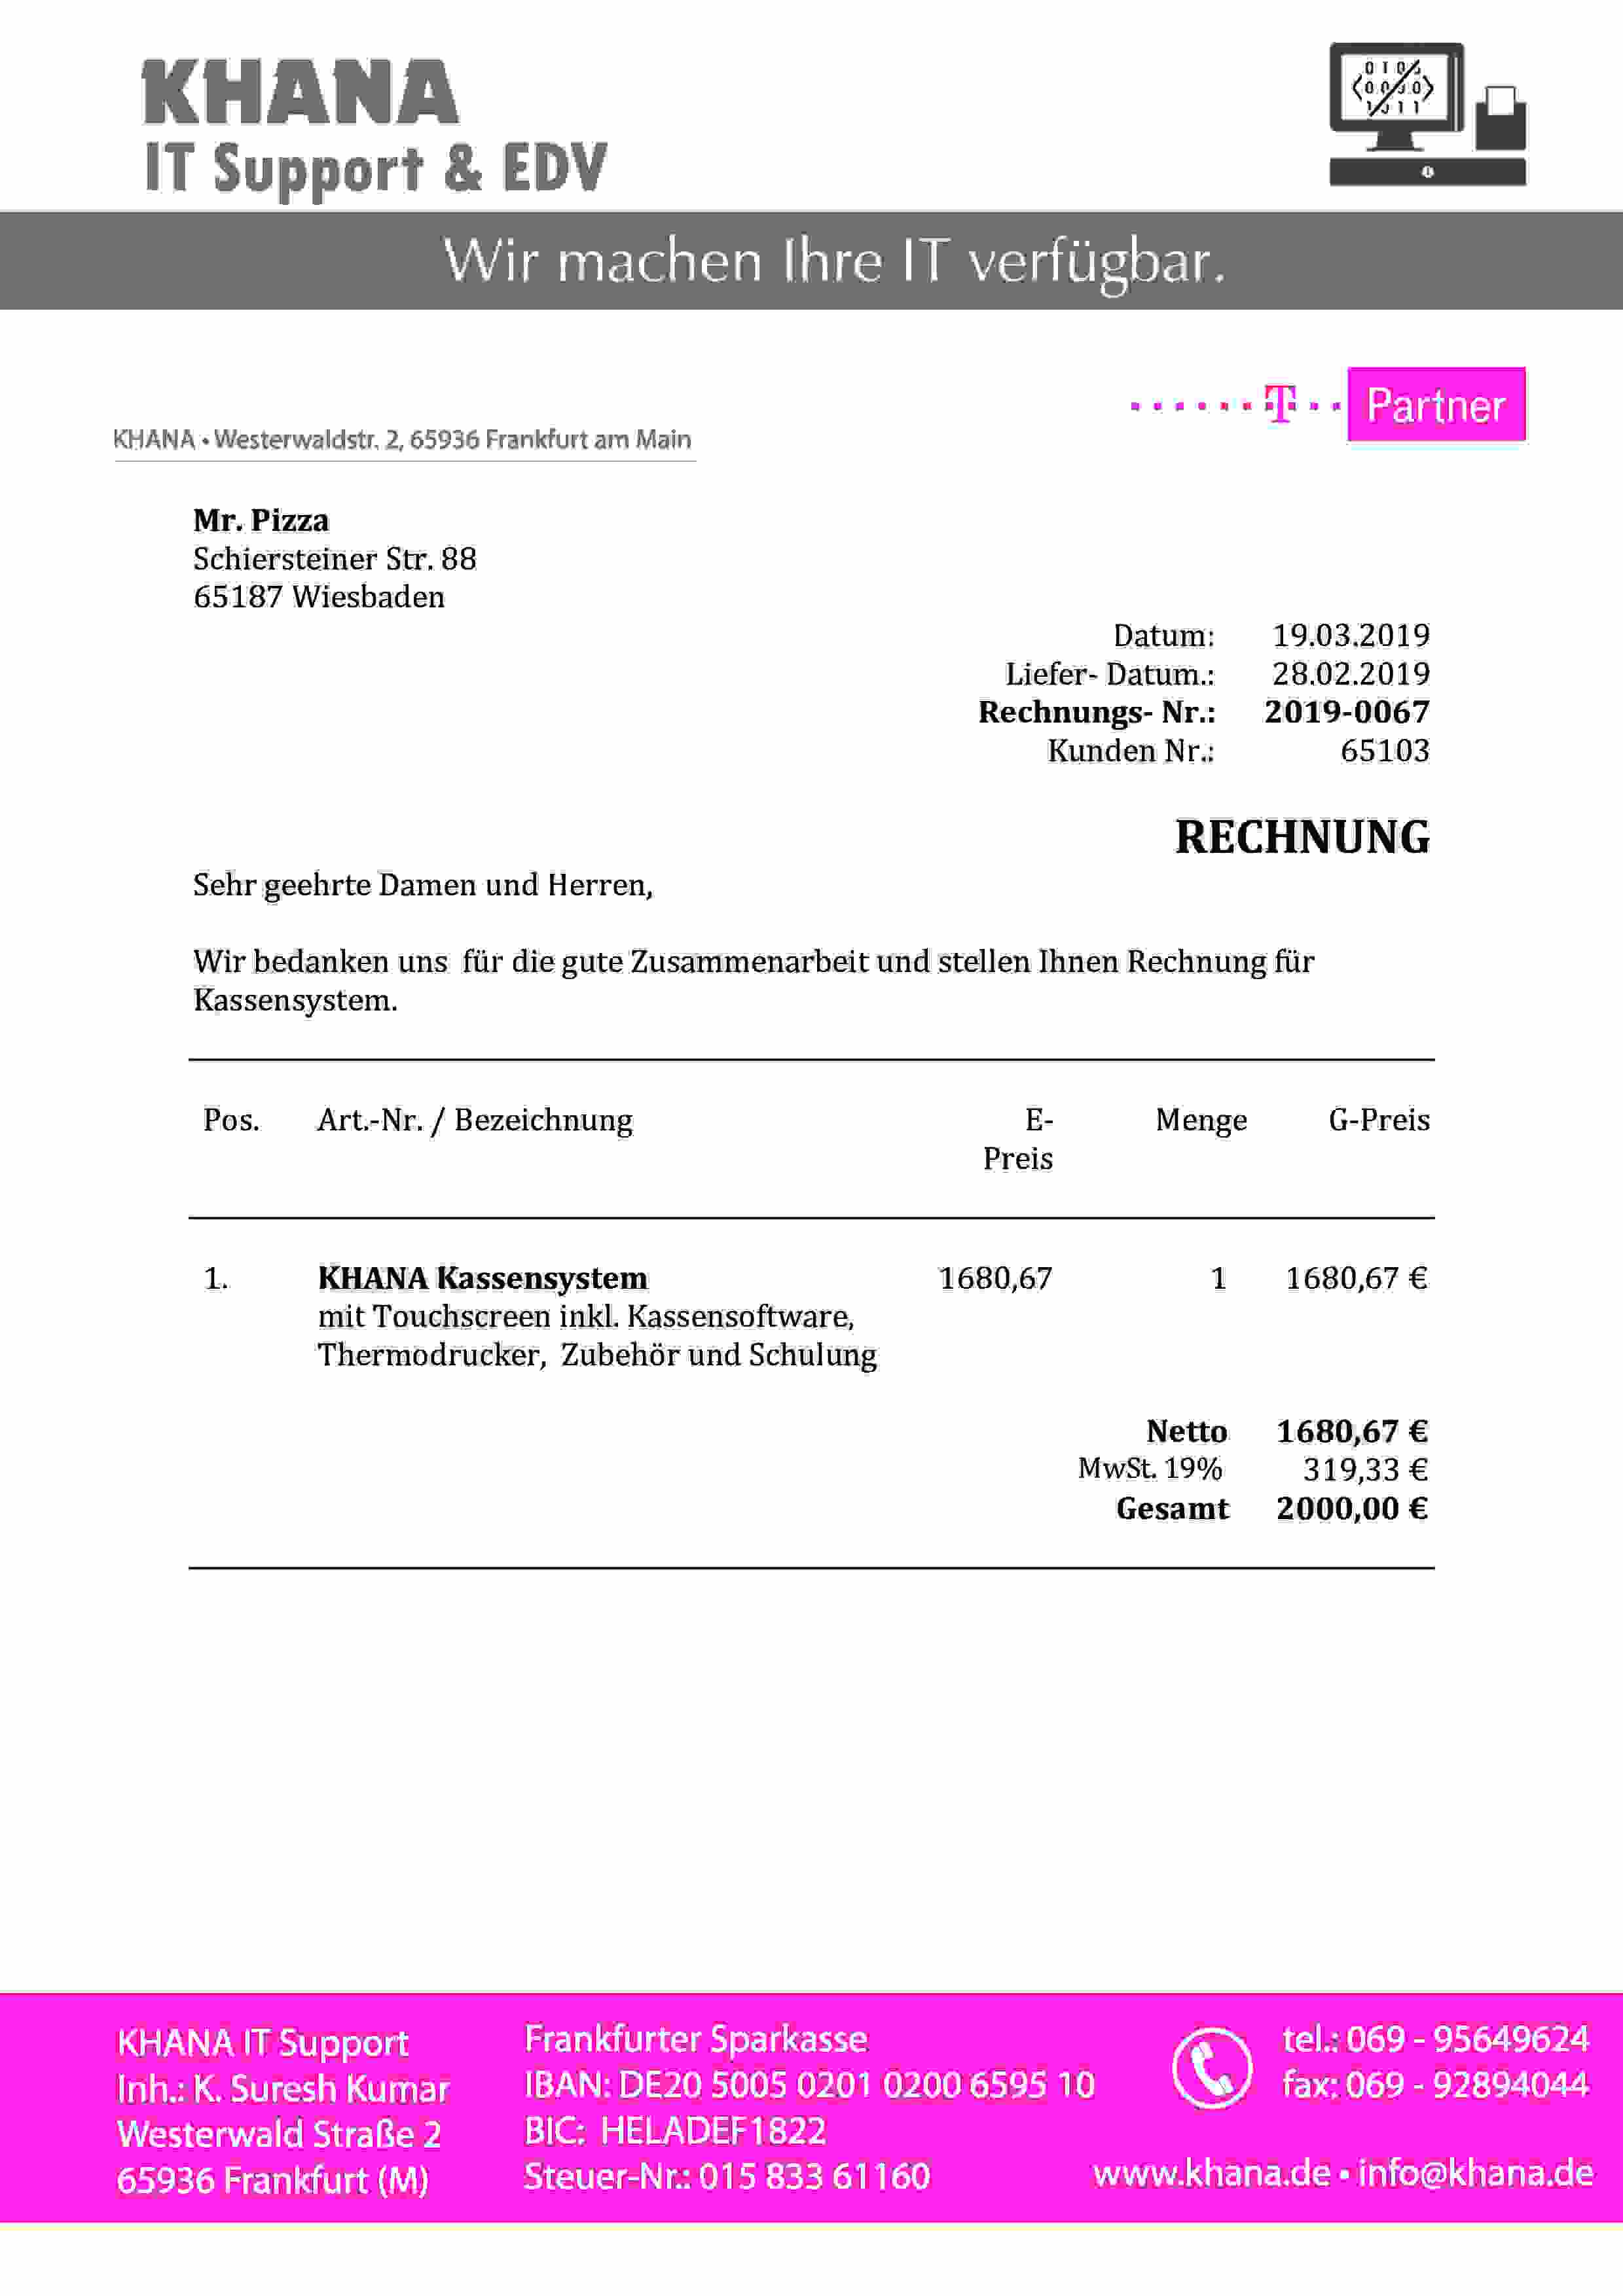 KHANA
IT Support & EDV
Wir machen Ihre IT verfügbar.
T Partner
KHANA • Westerwaldstr. 2, 65936 Frankfurt am Main
Mr. Pizza
Schiersteiner Str. 88
65187 Wiesbaden
Datum: 19.03.2019
Liefer- Datum.: 28.02.2019
Rechnungs- Nr.: 2019-0067
Kunden Nr.: 65103
RECHNUNG
Sehr geehrte Damen und Herren,
Wir bedanken uns für die gute Zusammenarbeit und stellen Ihnen Rechnung für
Kassensystem.
Pos. Art.-Nr. / Bezeichnung E- Menge G-Preis
Preis
1. KHANA Kassensystem 1680,67 1 1680,67 €
mit Touchscreen inkl. Kassensoftware,
Thermodrucker, Zubehör und Schulung
Netto 1680,67 €
MwSt. 19% 319,33 €
Gesamt 2000,00 €
KHANA IT Support
Inh.: K. Suresh Kumar
Westerwald Straße 2
65936 Frankfurt (M)
Frankfurter Sparkasse
IBAN: DE20 5005 0201 0200 6595 10
BIC: HELADEF1822
Steuer-Nr.: 015 833 61160
tel.: 069 - 95649624
fax: 069 - 92894044
www.khana.de • info@khana.de